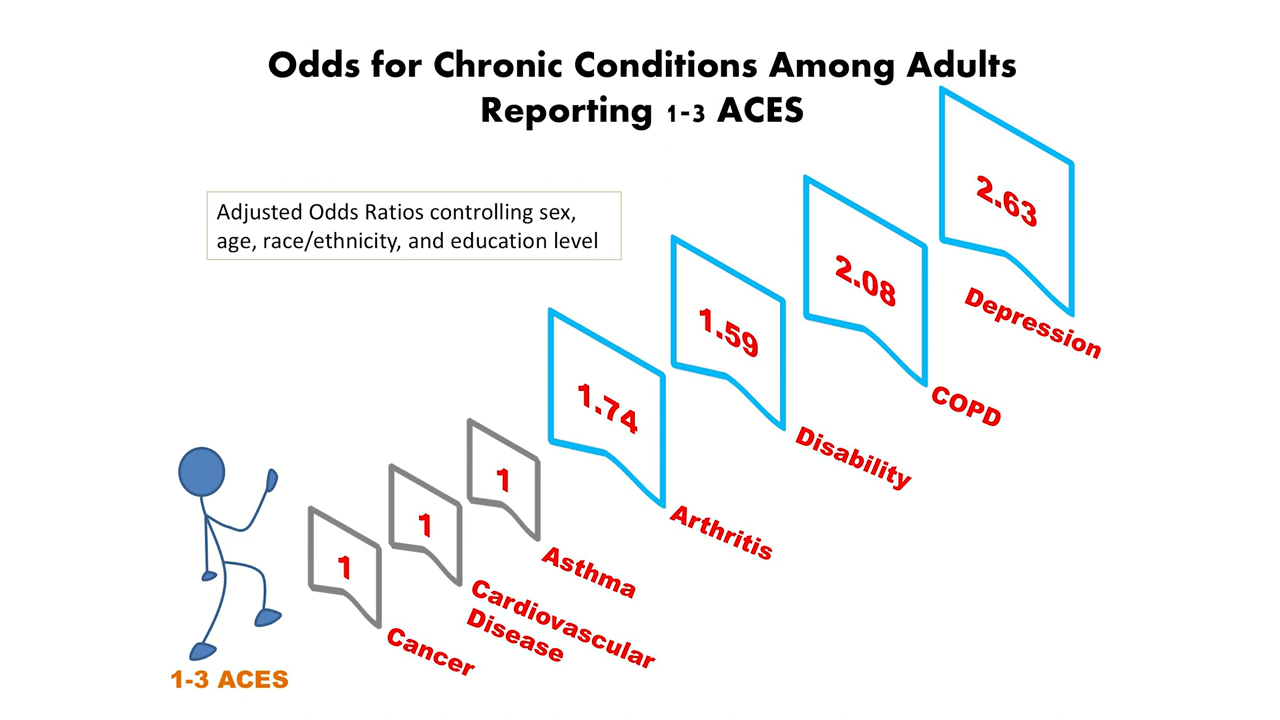 Odds for Chronic Conditions Among Adults
Reporting 1-3 ACES
Adjusted Odds Ratios controlling sex,
age, race/ethnicity, and education level
2.63
Depression
2.08
COPD
1.59
Disability
1.74
Arthritis
1
Asthma
1
Cardiovascular
Disease
1
Cancer
1-3 ACES